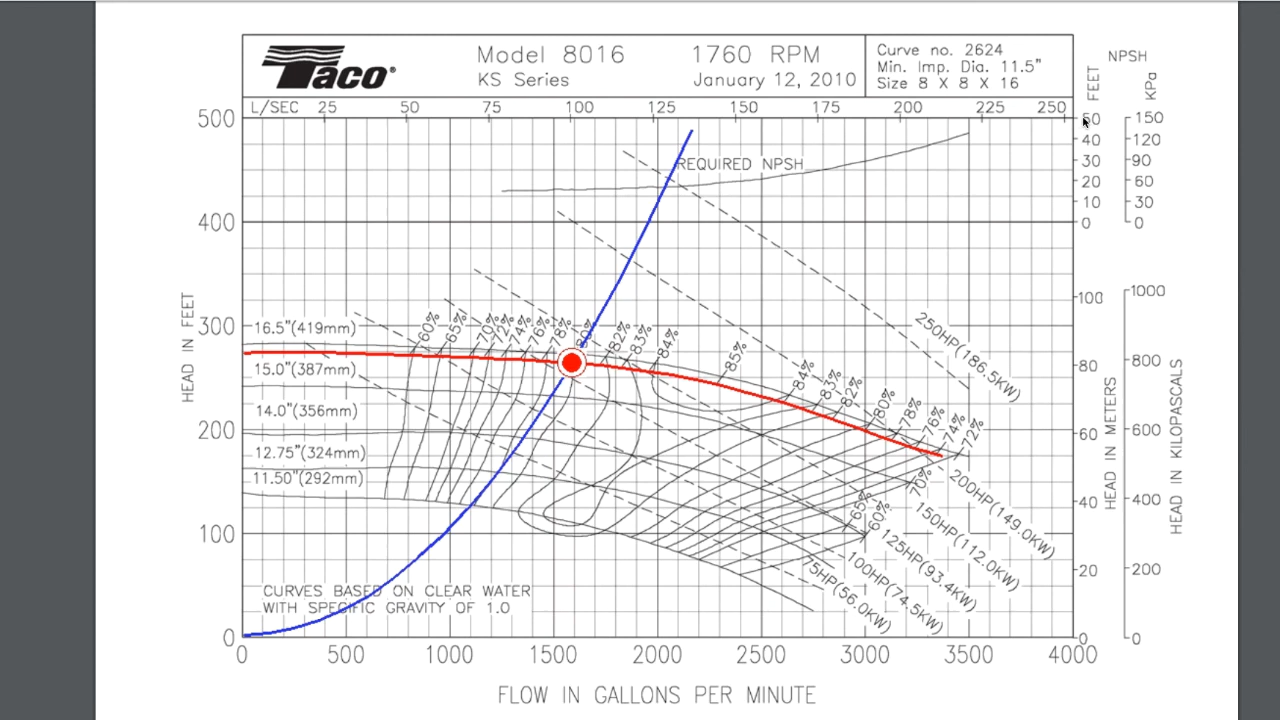 Taco®
Model 8016
KS Series
1760 RPM
January 12, 2010
Curve no. 2624
Min. Imp. Dia. 11.5"
Size 8 X 8 X 16
NPSH
FEET
KPa
L/SEC 25 50 75 100 125 150 175 200 225 250
500
400
300
200
100
0
HEAD IN FEET
50
40
30
20
10
0
150
120
90
60
30
0
REQUIRED NPSH
16.5"(419mm)
15.0"(387mm)
14.0"(356mm)
12.75"(324mm)
11.50"(292mm)
60% 65% 70% 72% 74% 76% 78% 80% 82% 83% 84% 85% 84% 83% 82% 80% 78% 76% 74% 72%
70%
65%
60%
250HP(186.5KW)
200HP(149.0KW)
150HP(112.0KW)
125HP(93.4KW)
100HP(74.5KW)
75HP(56.0KW)
100
80
60
40
20
0
HEAD IN METERS
1000
800
600
400
200
0
HEAD IN KILOPASCALS
CURVES BASED ON CLEAR WATER
WITH SPECIFIC GRAVITY OF 1.0
0 500 1000 1500 2000 2500 3000 3500 4000
FLOW IN GALLONS PER MINUTE